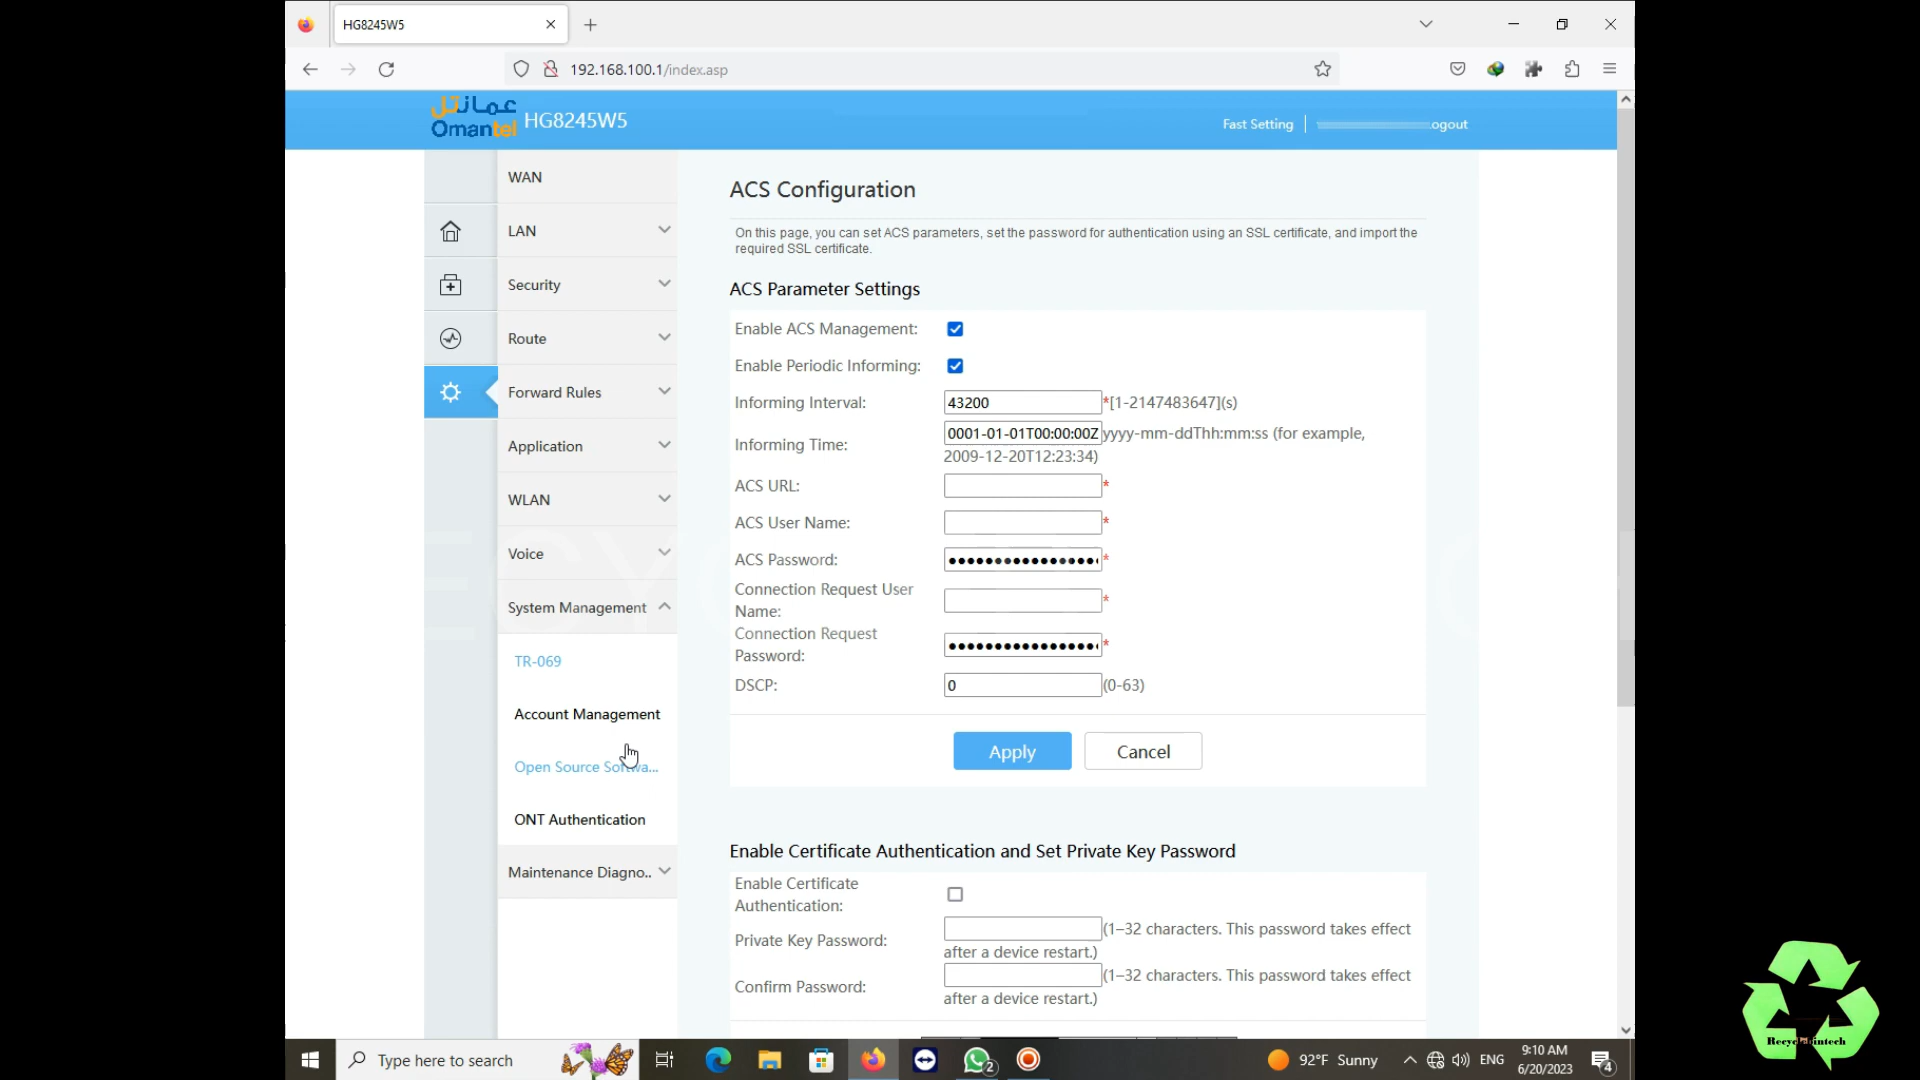 HG8245W5
192.168.100.1/index.asp
عمانتل
Omantel
HG8245W5
Fast Setting
ogout
WAN
LAN
Security
Route
Forward Rules
Application
WLAN
Voice
System Management
TR-069
Account Management
Open Source Softwa...
ONT Authentication
Maintenance Diagno..
ACS Configuration
On this page, you can set ACS parameters, set the password for authentication using an SSL certificate, and import the
required SSL certificate.
ACS Parameter Settings
Enable ACS Management:
Enable Periodic Informing:
Informing Interval: 43200 *[1-2147483647](s)
Informing Time: 0001-01-01T00:00:00Z yyyy-mm-ddThh:mm:ss (for example,
2009-12-20T12:23:34)
ACS URL: *
ACS User Name: *
ACS Password: •••••••••••••••• *
Connection Request User
Name: *
Connection Request
Password: •••••••••••••••• *
DSCP: 0 (0-63)
Apply Cancel
Enable Certificate Authentication and Set Private Key Password
Enable Certificate
Authentication:
Private Key Password: (1–32 characters. This password takes effect
after a device restart.)
Confirm Password: (1–32 characters. This password takes effect
after a device restart.)
Type here to search
2
92°F Sunny
ENG
9:10 AM
6/20/2023
4